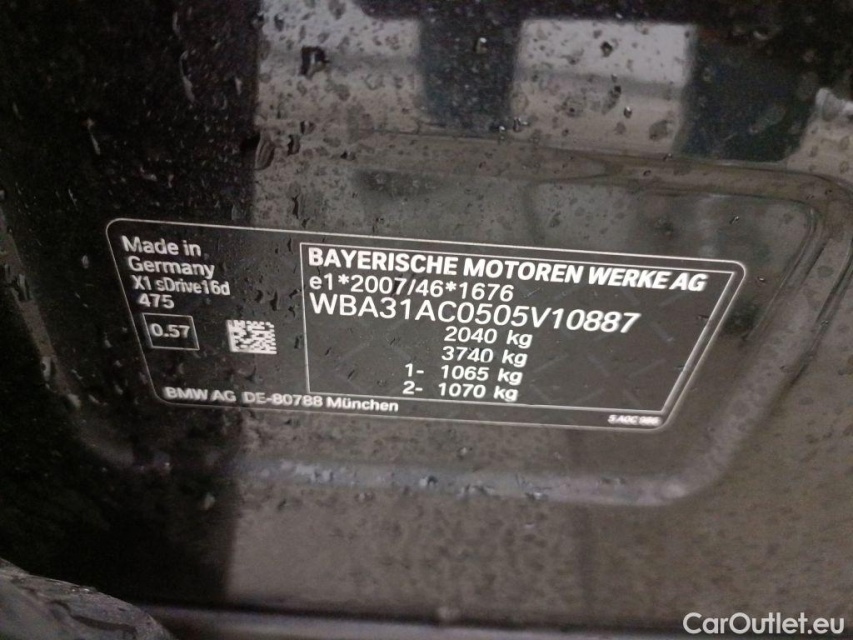 Made in
Germany
X1 sDrive16d
475
0.57
BAYERISCHE MOTOREN WERKE AG
e1*2007/46*1676
WBA31AC0505V10887
2040 kg
3740 kg
1- 1065 kg
2- 1070 kg
BMW AG DE-80788 München
CarOutlet.eu